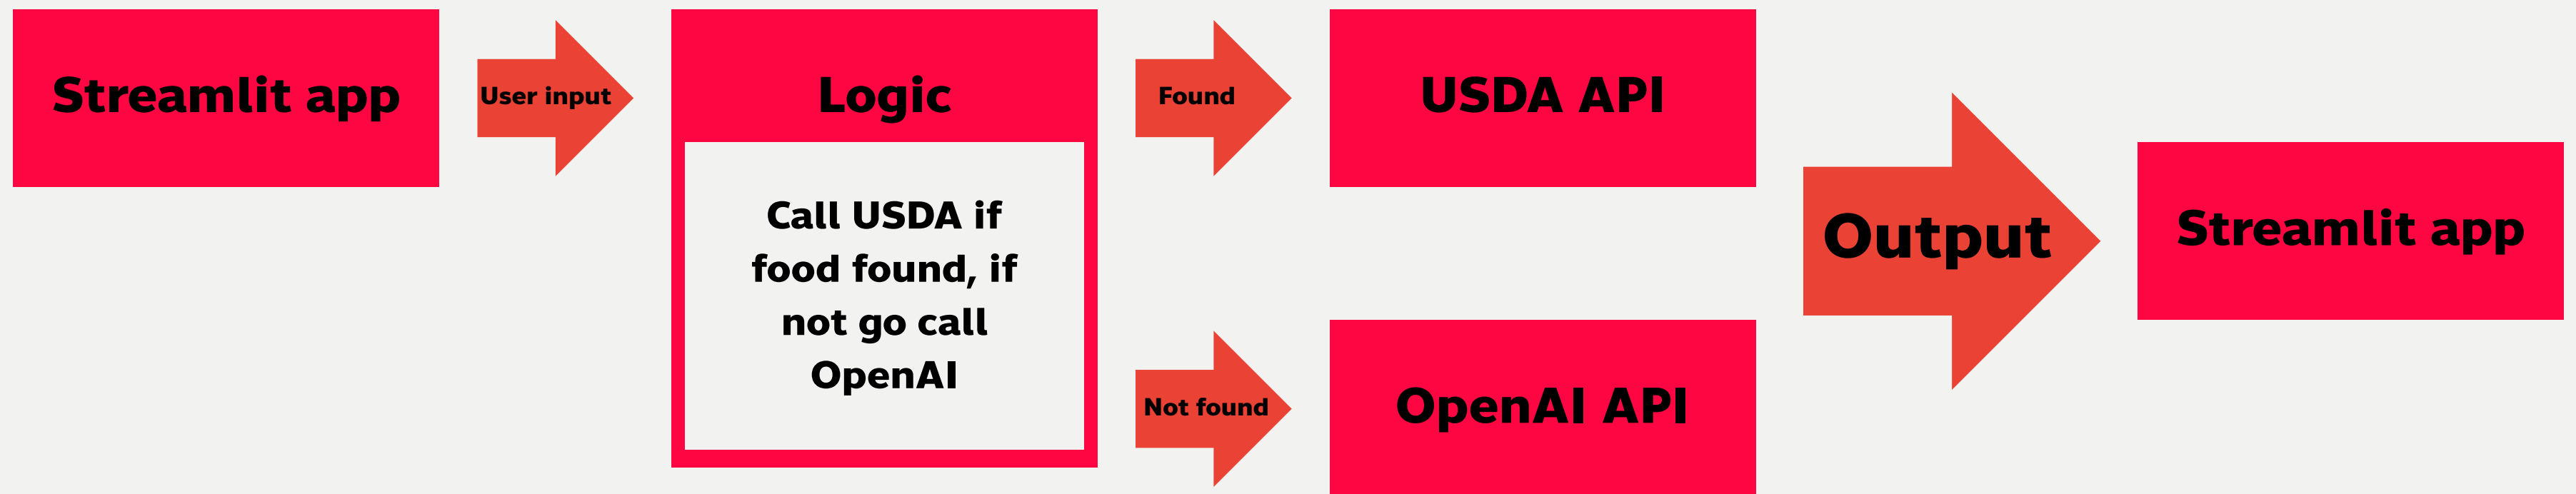 Streamlit app
User input
Logic
Call USDA if
food found, if
not go call
OpenAI
Found
USDA API
Not found
OpenAI API
Output
Streamlit app